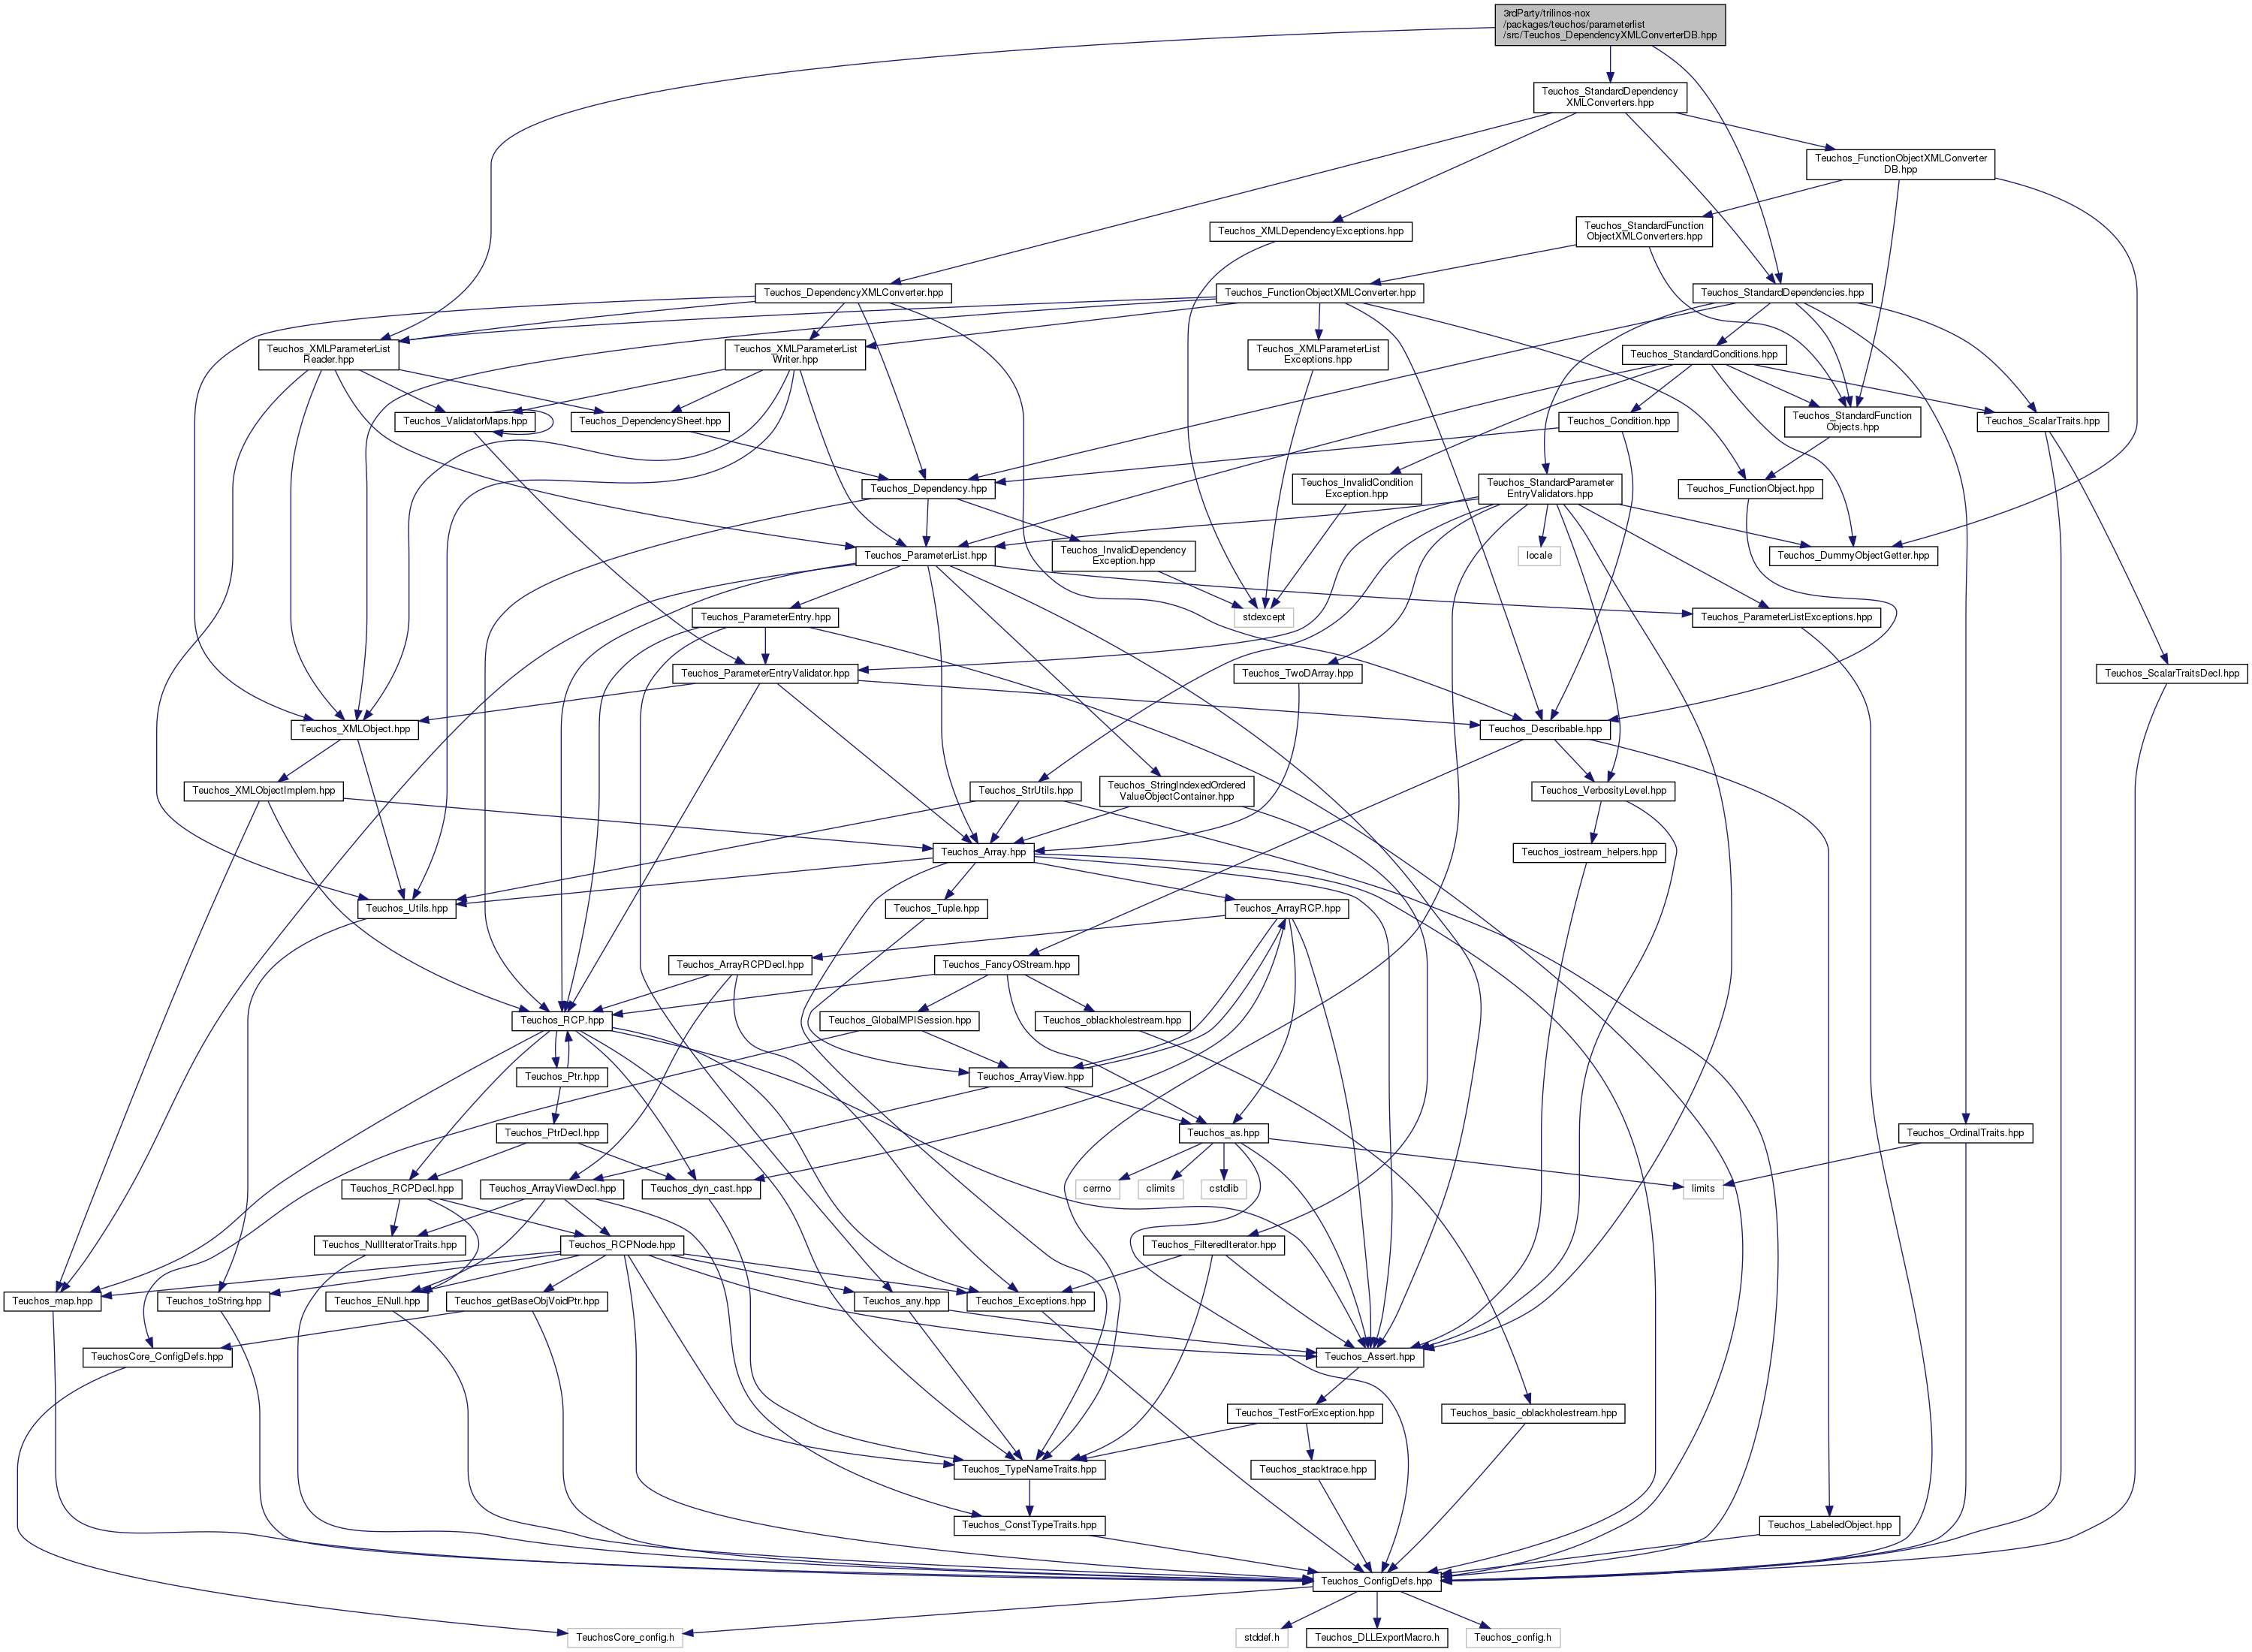 3rdParty/trilinos-nox
/packages/teuchos/parameterlist
/src/Teuchos_DependencyXMLConverterDB.hpp
Teuchos_StandardDependency
XMLConverters.hpp
Teuchos_FunctionObjectXMLConverter
DB.hpp
Teuchos_XMLDependencyExceptions.hpp
Teuchos_StandardFunction
ObjectXMLConverters.hpp
Teuchos_DependencyXMLConverter.hpp
Teuchos_FunctionObjectXMLConverter.hpp
Teuchos_StandardDependencies.hpp
Teuchos_XMLParameterList
Reader.hpp
Teuchos_XMLParameterList
Writer.hpp
Teuchos_XMLParameterList
Exceptions.hpp
Teuchos_StandardConditions.hpp
Teuchos_ValidatorMaps.hpp
Teuchos_DependencySheet.hpp
Teuchos_Condition.hpp
Teuchos_StandardFunction
Objects.hpp
Teuchos_ScalarTraits.hpp
Teuchos_Dependency.hpp
Teuchos_InvalidCondition
Exception.hpp
Teuchos_StandardParameter
EntryValidators.hpp
Teuchos_FunctionObject.hpp
Teuchos_ParameterList.hpp
Teuchos_InvalidDependency
Exception.hpp
locale
Teuchos_DummyObjectGetter.hpp
Teuchos_ParameterEntry.hpp
stdexcept
Teuchos_ParameterListExceptions.hpp
Teuchos_ParameterEntryValidator.hpp
Teuchos_TwoDArray.hpp
Teuchos_ScalarTraitsDecl.hpp
Teuchos_XMLObject.hpp
Teuchos_Describable.hpp
Teuchos_XMLObjectImplem.hpp
Teuchos_StrUtils.hpp
Teuchos_StringIndexedOrdered
ValueObjectContainer.hpp
Teuchos_VerbosityLevel.hpp
Teuchos_Array.hpp
Teuchos_iostream_helpers.hpp
Teuchos_Utils.hpp
Teuchos_Tuple.hpp
Teuchos_ArrayRCP.hpp
Teuchos_ArrayRCPDecl.hpp
Teuchos_FancyOStream.hpp
Teuchos_RCP.hpp
Teuchos_GlobalMPISession.hpp
Teuchos_oblackholestream.hpp
Teuchos_Ptr.hpp
Teuchos_ArrayView.hpp
Teuchos_PtrDecl.hpp
Teuchos_as.hpp
Teuchos_OrdinalTraits.hpp
Teuchos_RCPDecl.hpp
Teuchos_ArrayViewDecl.hpp
Teuchos_dyn_cast.hpp
cerrno
climits
cstdlib
limits
Teuchos_NullIteratorTraits.hpp
Teuchos_RCPNode.hpp
Teuchos_FilteredIterator.hpp
Teuchos_map.hpp
Teuchos_toString.hpp
Teuchos_ENull.hpp
Teuchos_getBaseObjVoidPtr.hpp
Teuchos_any.hpp
Teuchos_Exceptions.hpp
TeuchosCore_ConfigDefs.hpp
Teuchos_Assert.hpp
Teuchos_TestForException.hpp
Teuchos_basic_oblackholestream.hpp
Teuchos_TypeNameTraits.hpp
Teuchos_stacktrace.hpp
Teuchos_ConstTypeTraits.hpp
Teuchos_LabeledObject.hpp
Teuchos_ConfigDefs.hpp
TeuchosCore_config.h
stddef.h
Teuchos_DLLExportMacro.h
Teuchos_config.h